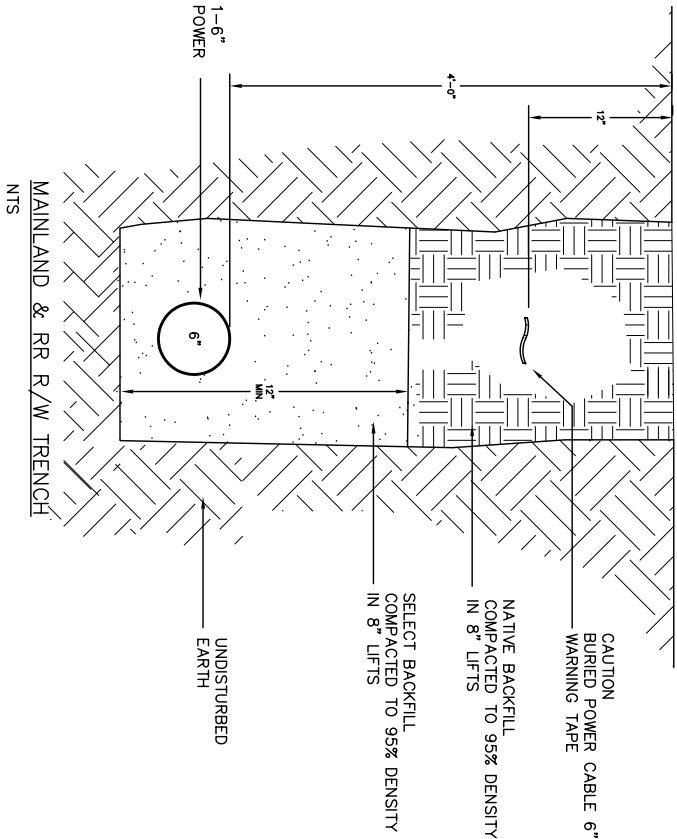 CAUTION
BURIED POWER CABLE 6"
WARNING TAPE
NATIVE BACKFILL
COMPACTED TO 95% DENSITY
IN 8" LIFTS
SELECT BACKFILL
COMPACTED TO 95% DENSITY
IN 8" LIFTS
UNDISTURBED
EARTH
12"
4'-0"
12"
MIN.
6"
1-6"
POWER
MAINLAND & RR R/W TRENCH
NTS